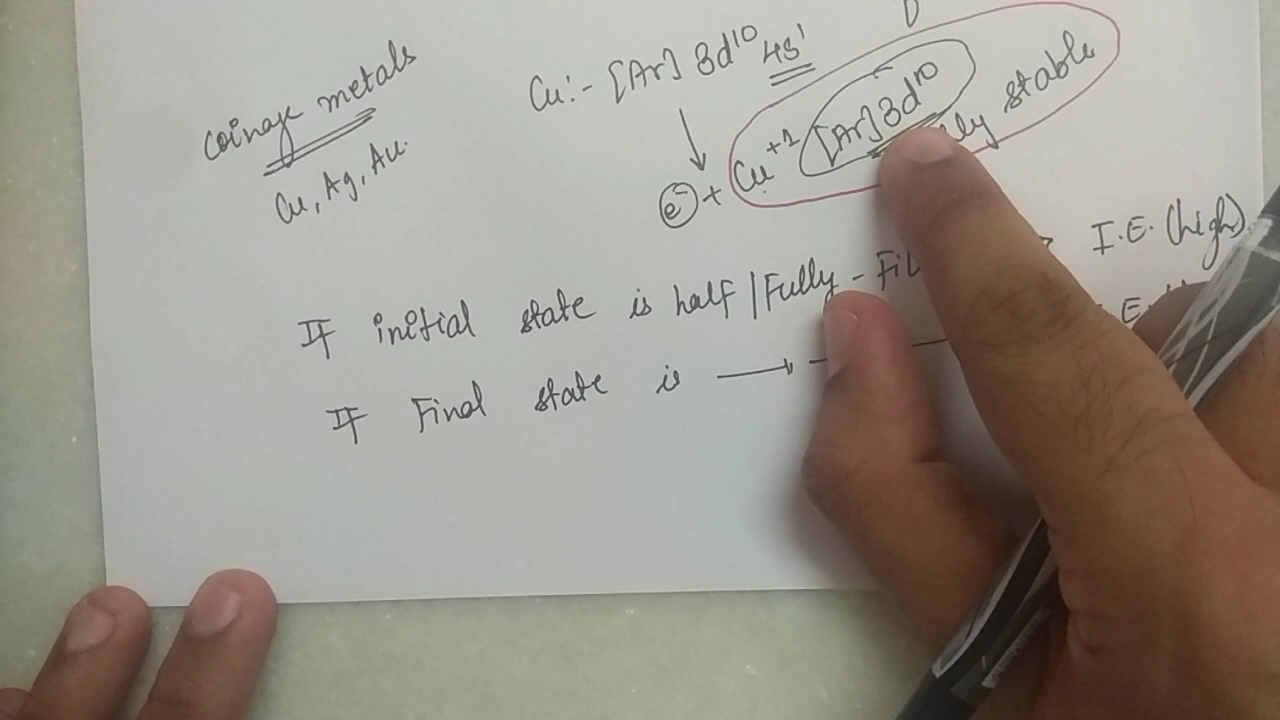 coinage metals
Cu, Ag, Au.
Cu:- [Ar] 3d¹⁰ 4s¹
e⁻ + Cu⁺¹ [Ar] 3d¹⁰ stable
IF initial state is half / Fully - I.E. (high).
IF Final state is